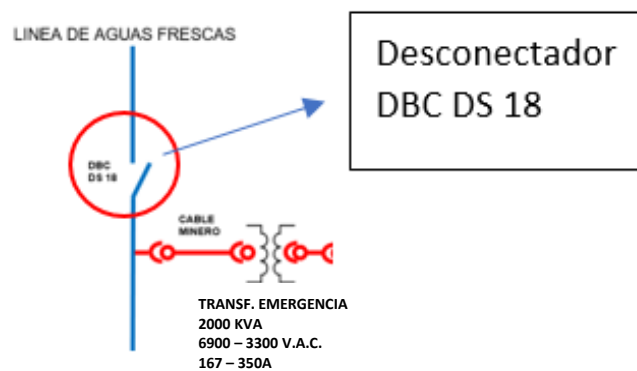 LINEA DE AGUAS FRESCAS
Desconectador
DBC DS 18
DBC
DS 18
CABLE
MINERO
TRANSF. EMERGENCIA
2000 KVA
6900 – 3300 V.A.C.
167 – 350A